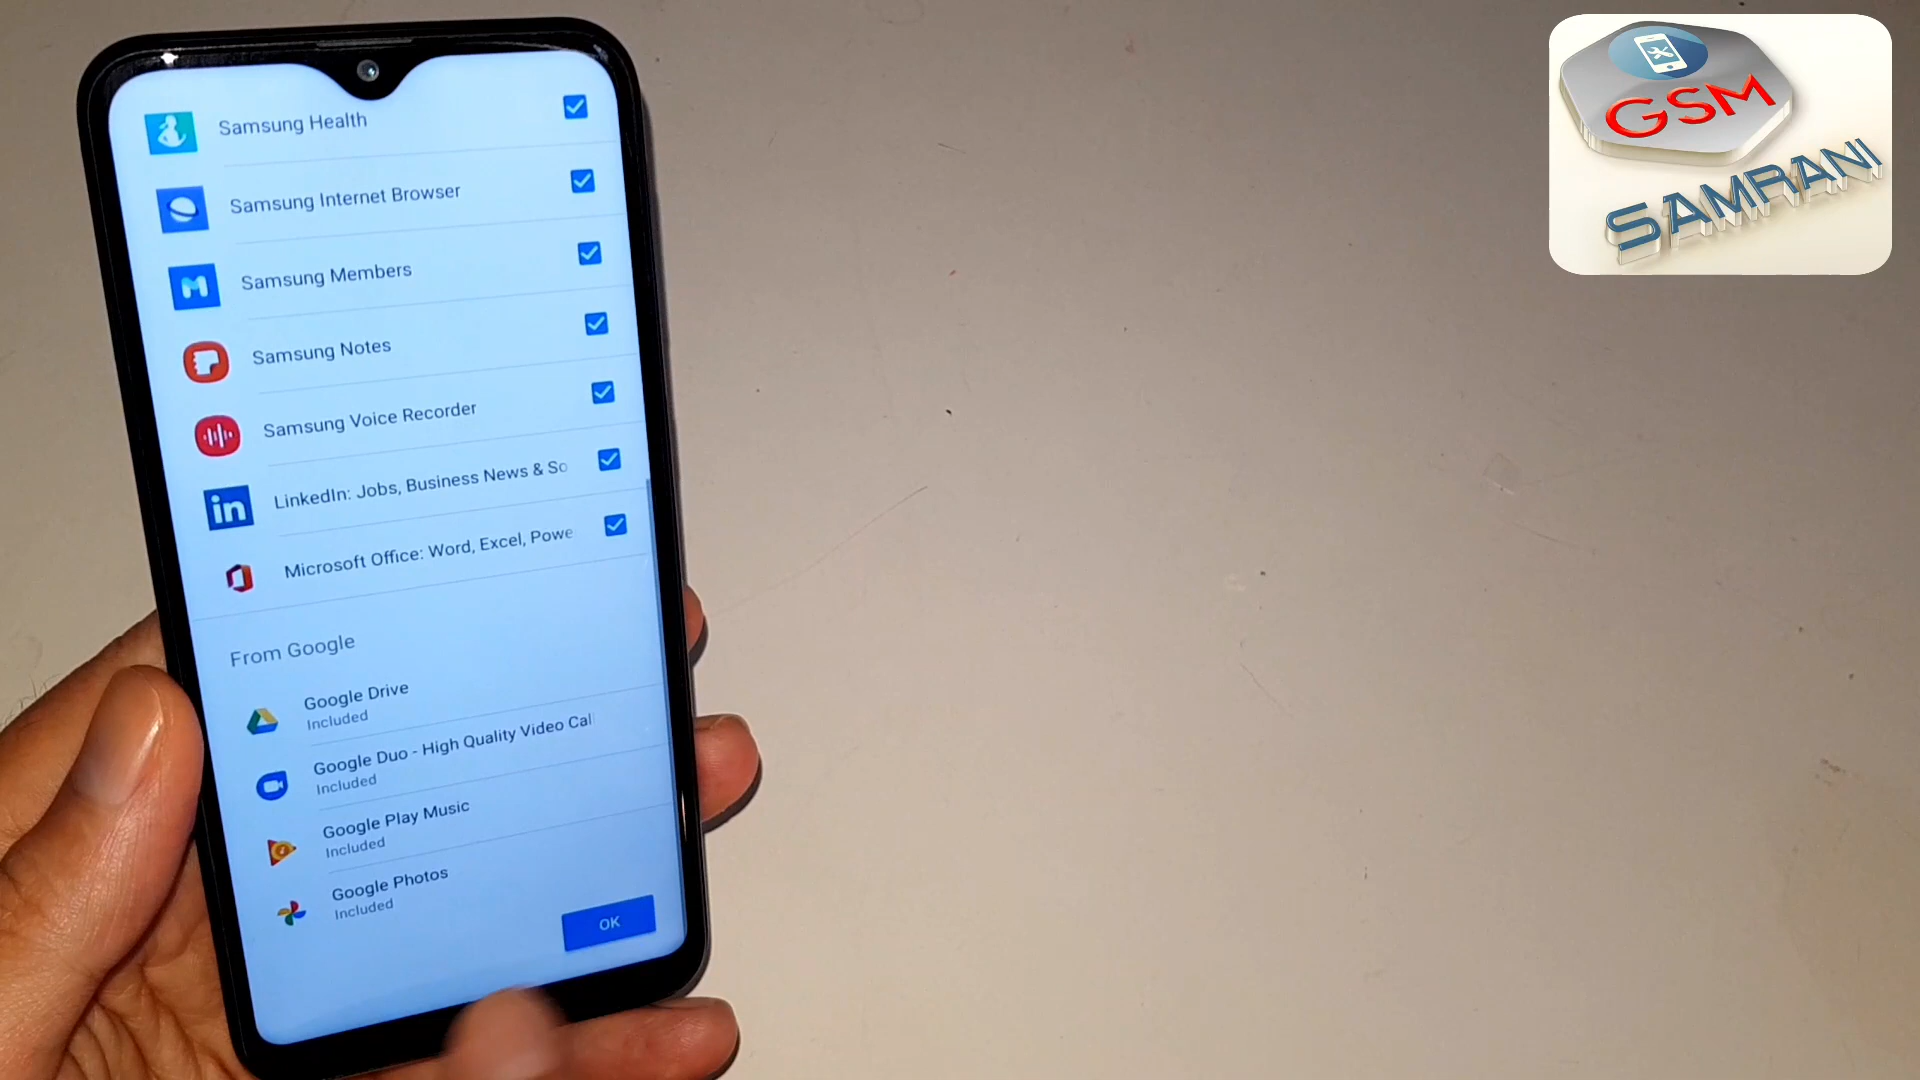 Samsung Health
Samsung Internet Browser
Samsung Members
Samsung Notes
Samsung Voice Recorder
in
LinkedIn: Jobs, Business News & So
Microsoft Office: Word, Excel, Powe
From Google
Google Drive
Included
Google Duo - High Quality Video Cal
Included
Google Play Music
Included
Google Photos
Included
OK
GSM
SAMRANI